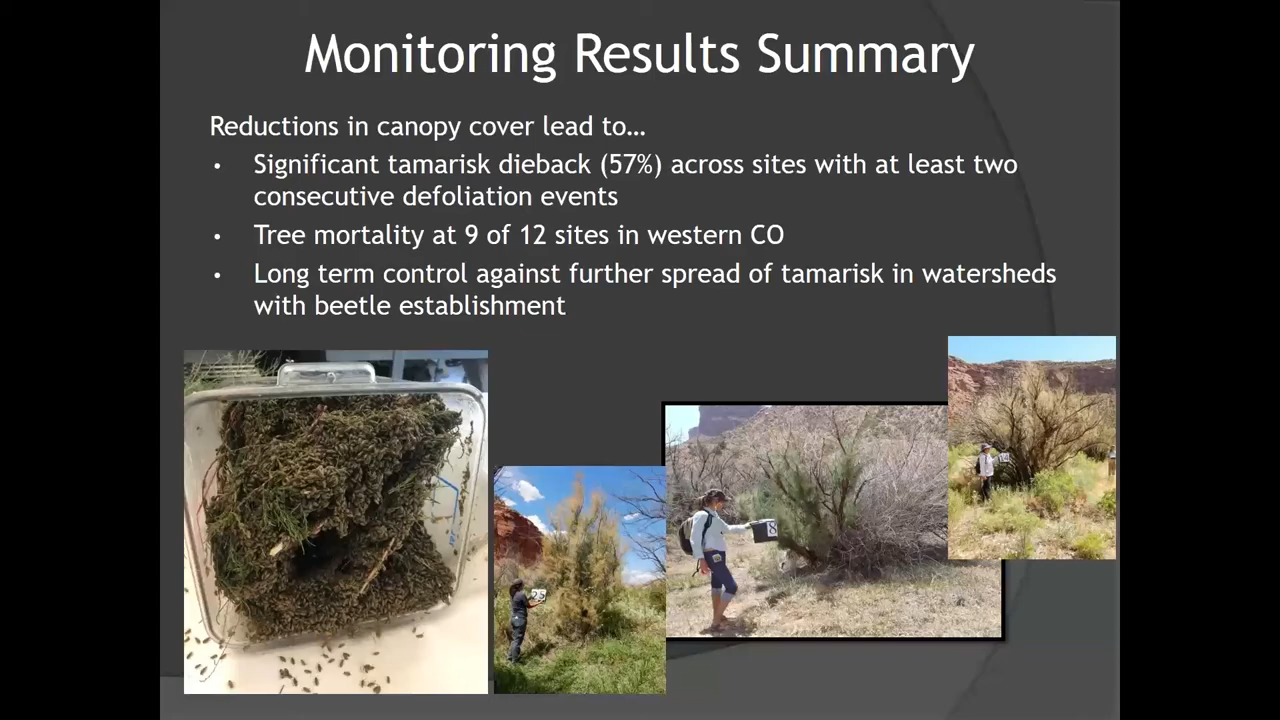 Monitoring Results Summary
Reductions in canopy cover lead to…
• Significant tamarisk dieback (57%) across sites with at least two
consecutive defoliation events
• Tree mortality at 9 of 12 sites in western CO
• Long term control against further spread of tamarisk in watersheds
with beetle establishment
25
8